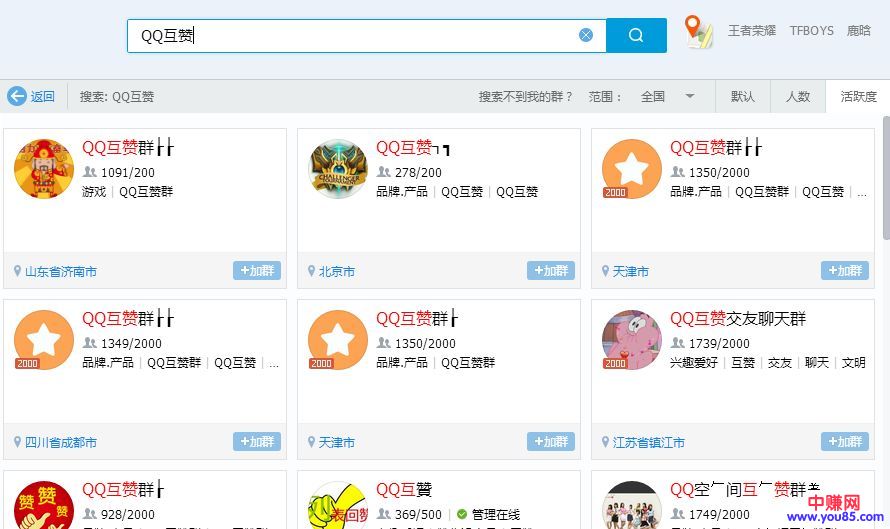 QQ互赞
王者荣耀 TFBOYS 鹿晗
返回 搜索: QQ互赞 搜索不到我的群? 范围: 全国 默认 人数 活跃度
QQ互赞群├├
1091/200
游戏 | QQ互赞群
山东省济南市 +加群
QQ互赞┐┓
278/200
品牌.产品 | QQ互赞 | QQ互赞
北京市 +加群
QQ互赞群├├
1350/2000
2000
品牌.产品 | QQ互赞群 | QQ互赞 | ...
天津市 +加群
QQ互赞群├├
1349/2000
2000
品牌.产品 | QQ互赞群 | QQ互赞 | ...
四川省成都市 +加群
QQ互赞群├
1350/2000
2000
品牌.产品 | QQ互赞群
天津市 +加群
QQ互赞交友聊天群
1739/2000
2000
兴趣爱好 | 互赞 | 交友 | 聊天 | 文明
江苏省镇江市 +加群
赞 赞 赞
QQ互赞群├
928/2000
表回
QQ互贊
369/500 | 管理在线
QQ空宀间互宀赞群
1749/2000
中赚网
www.you85.com